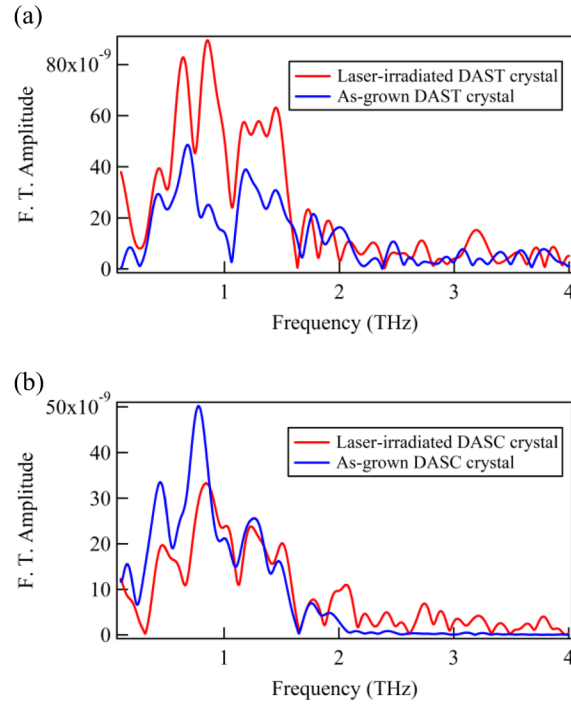 (a)
80x10⁻⁹
60
40
20
0
F. T. Amplitude
Laser-irradiated DAST crystal
As-grown DAST crystal
1
2
3
4
Frequency (THz)
(b)
50x10⁻⁹
40
30
20
10
0
F. T. Amplitude
Laser-irradiated DASC crystal
As-grown DASC crystal
1
2
3
4
Frequency (THz)